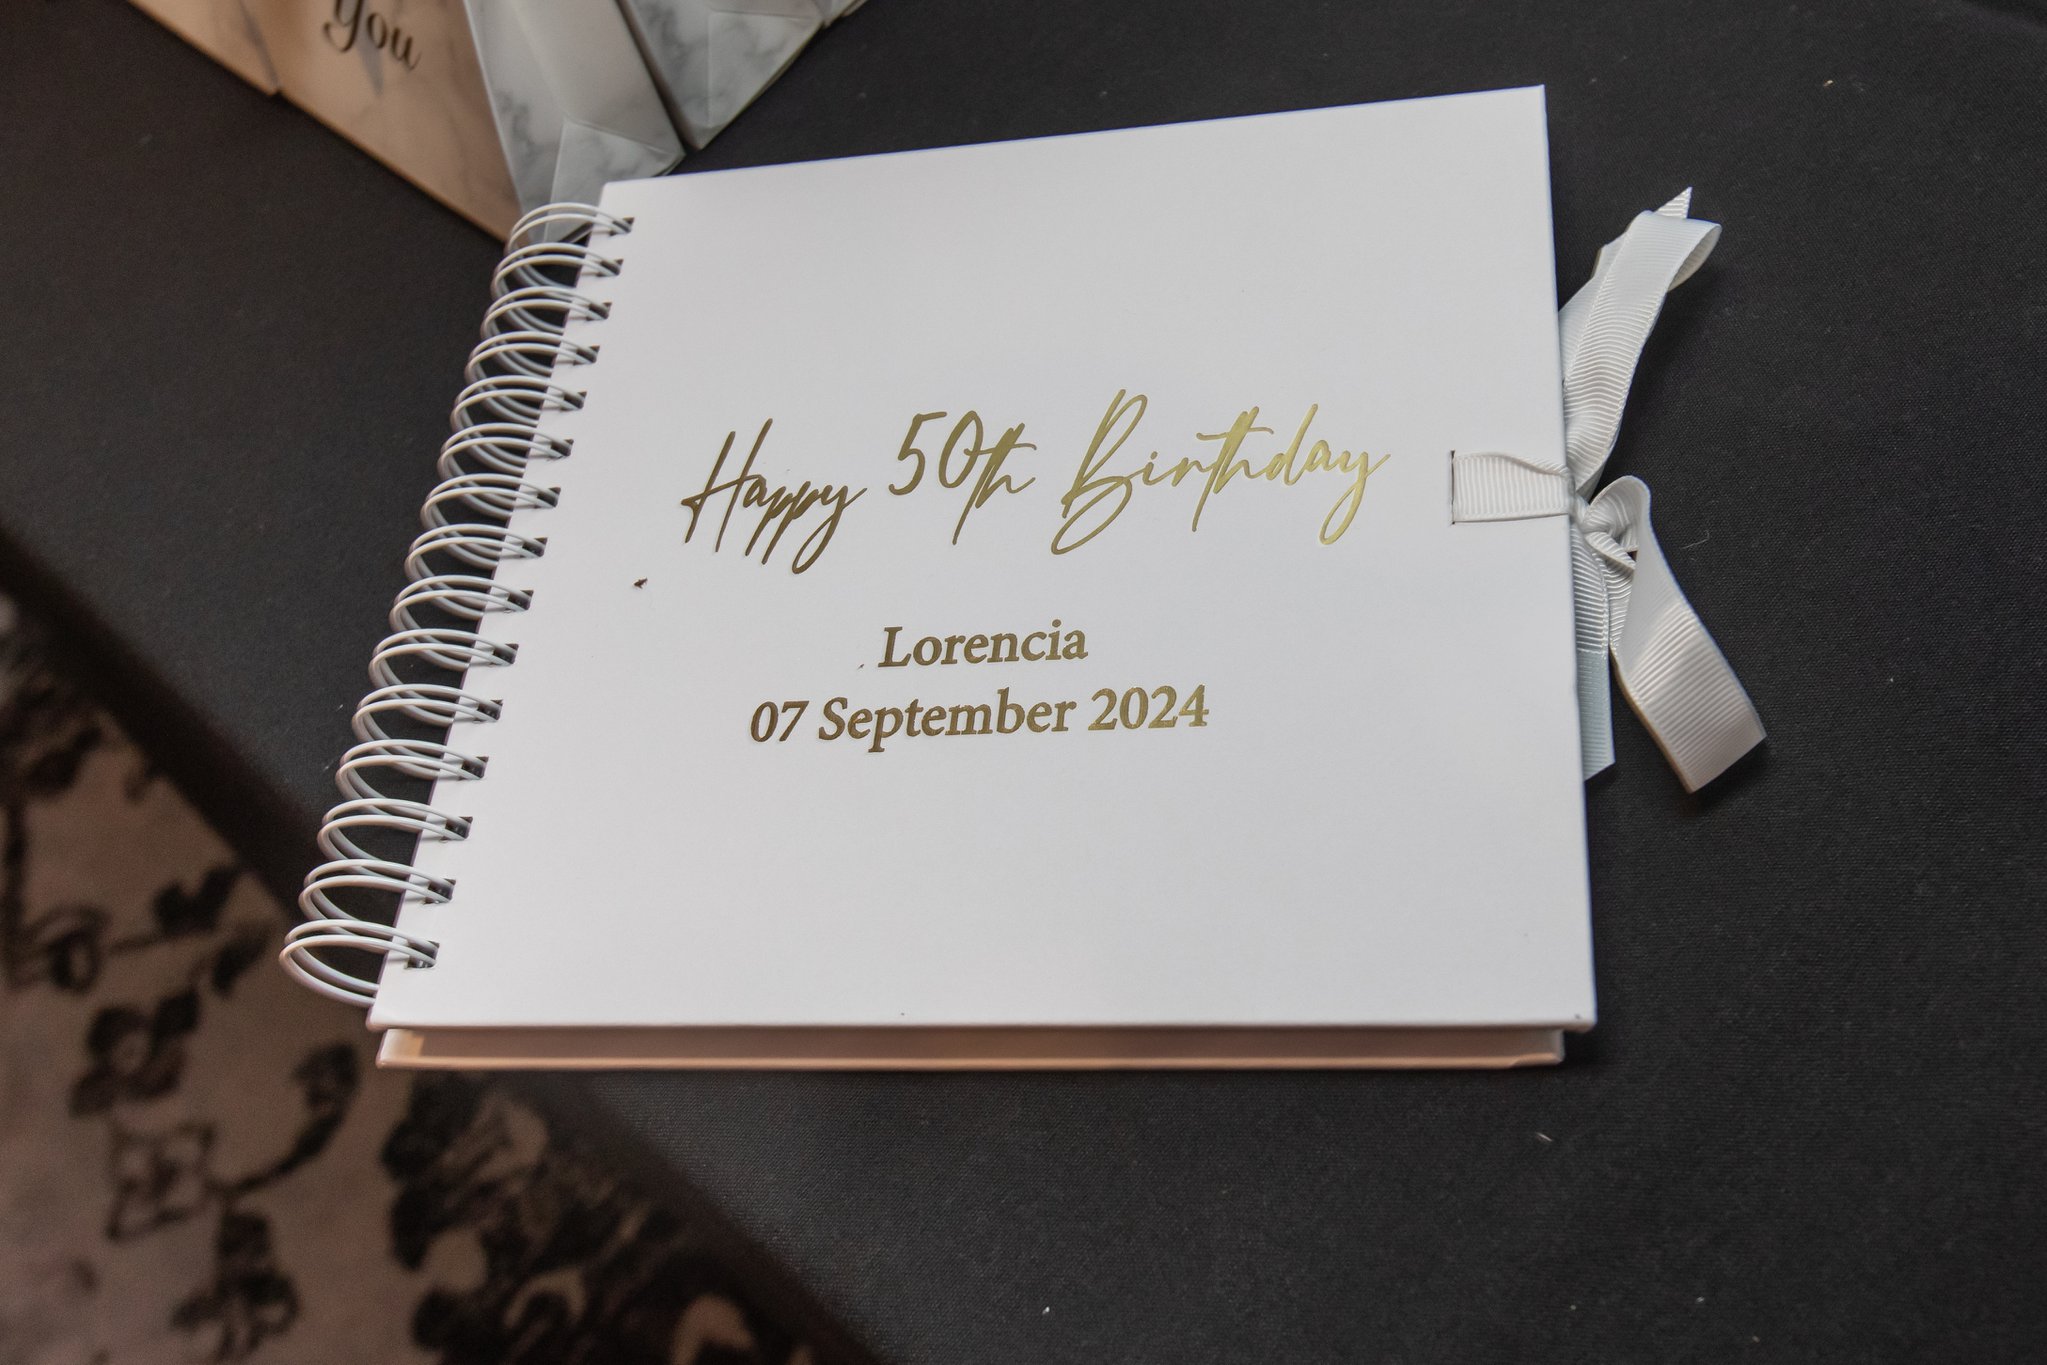 you
Happy 50th Birthday
Lorencia
07 September 2024